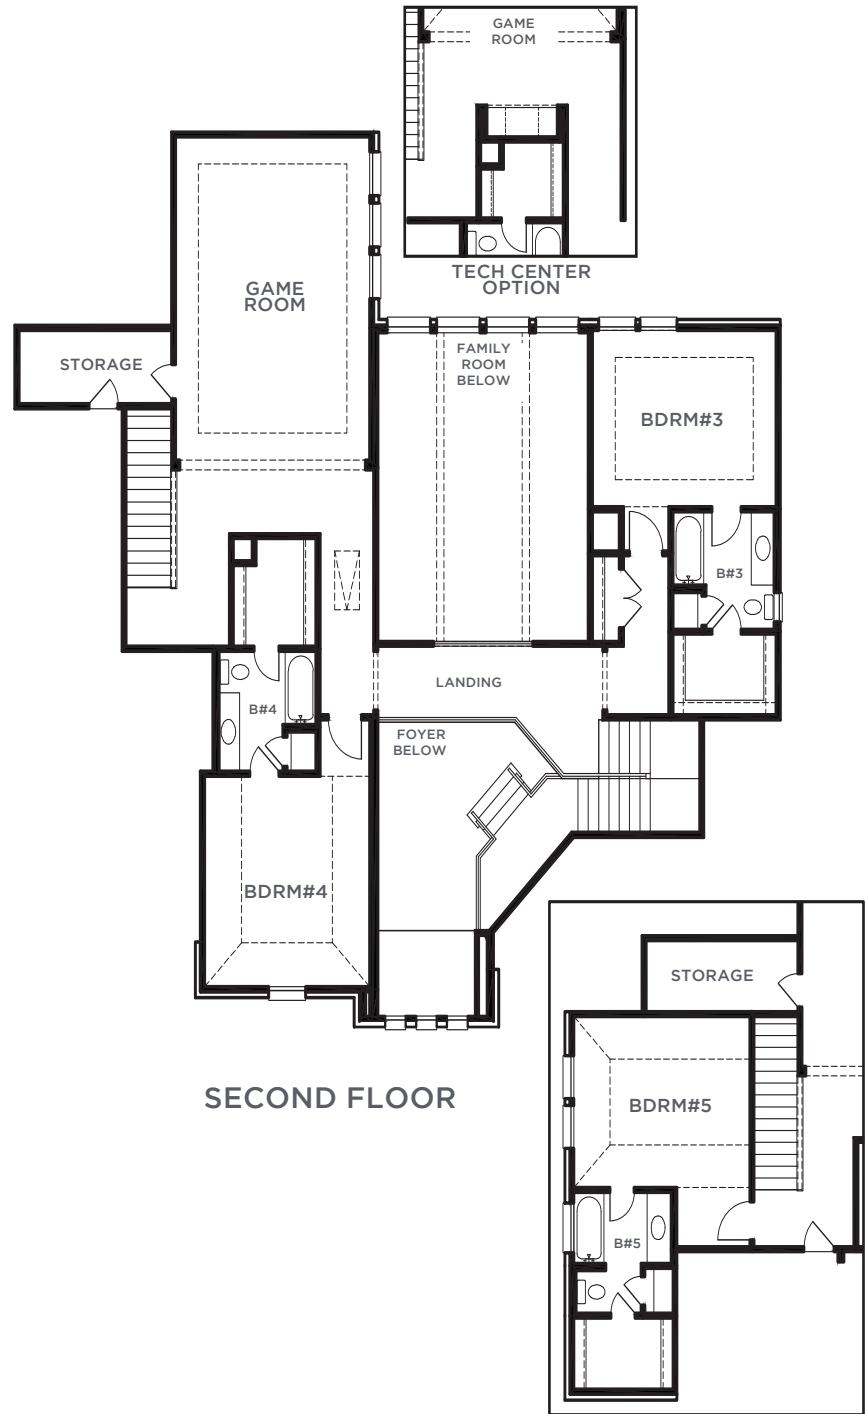 GAME
ROOM
TECH CENTER
OPTION
GAME
ROOM
STORAGE
FAMILY
ROOM
BELOW
BDRM#3
B#3
LANDING
B#4
FOYER
BELOW
BDRM#4
SECOND FLOOR
STORAGE
BDRM#5
B#5